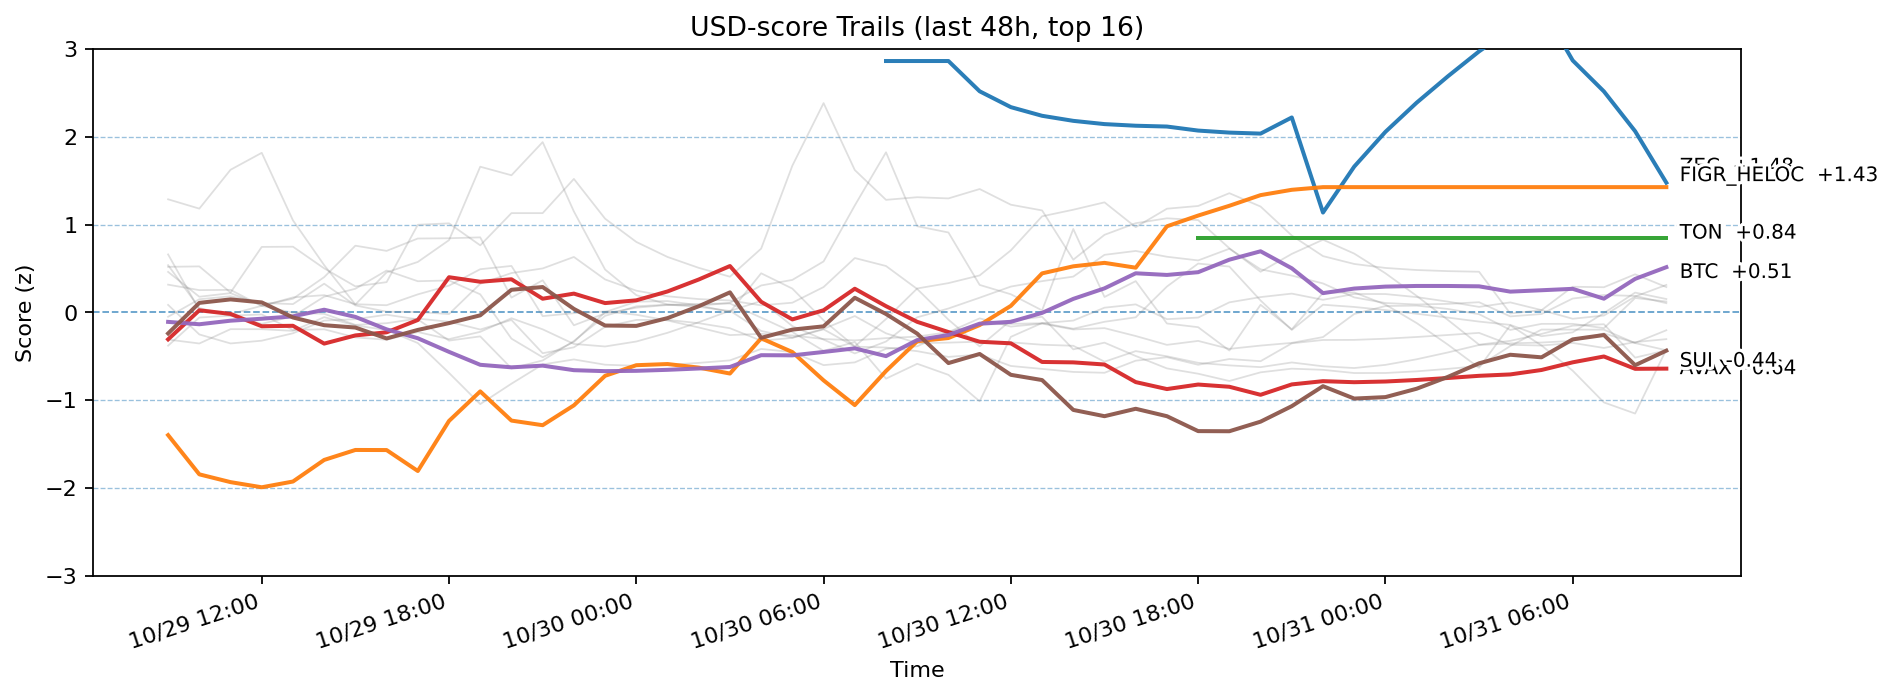 USD-score Trails (last 48h, top 16)
Score (z)
3
2
1
0
−1
−2
−3
FIGR_HELOC +1.43
TON +0.84
BTC +0.51
SUI -0.44
10/29 12:00
10/29 18:00
10/30 00:00
10/30 06:00
10/30 12:00
10/30 18:00
10/31 00:00
10/31 06:00
Time